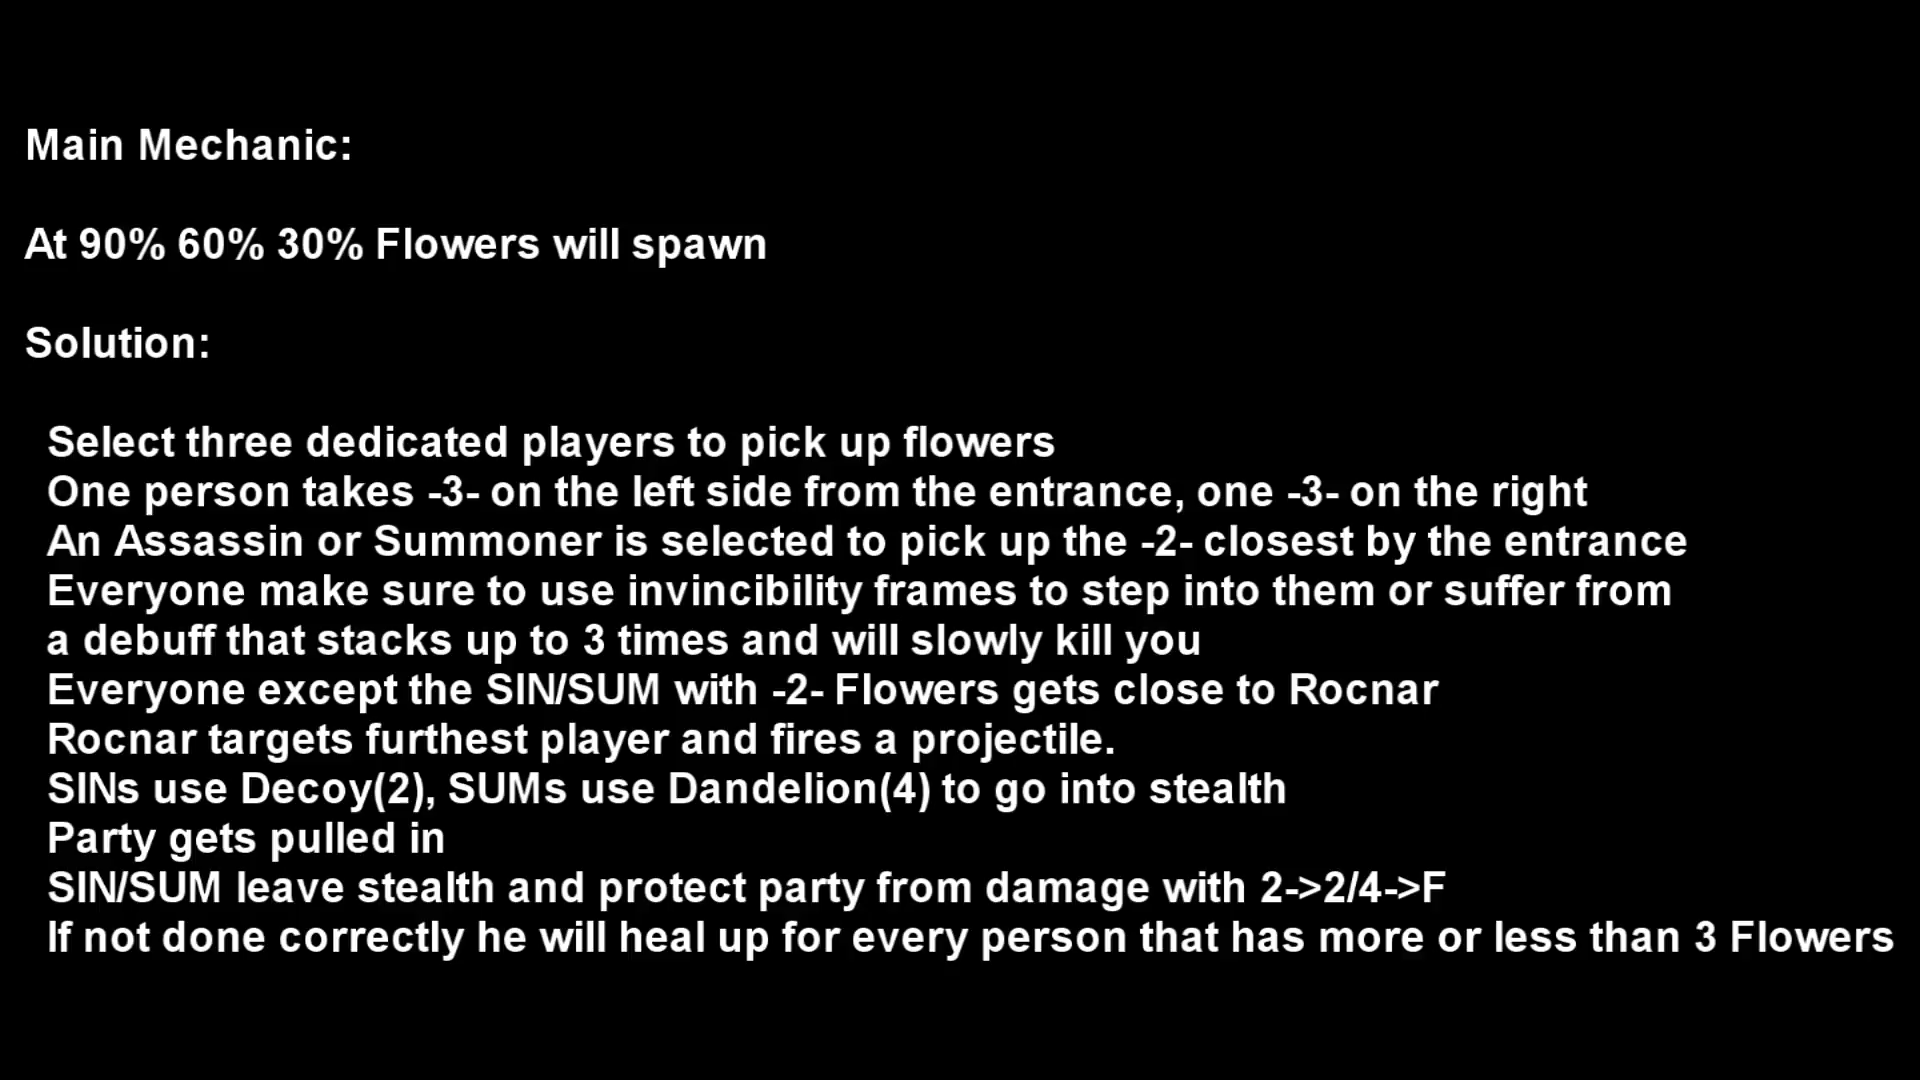 Main Mechanic:
At 90% 60% 30% Flowers will spawn
Solution:
Select three dedicated players to pick up flowers
One person takes -3- on the left side from the entrance, one -3- on the right
An Assassin or Summoner is selected to pick up the -2- closest by the entrance
Everyone make sure to use invincibility frames to step into them or suffer from
a debuff that stacks up to 3 times and will slowly kill you
Everyone except the SIN/SUM with -2- Flowers gets close to Rocnar
Rocnar targets furthest player and fires a projectile.
SINs use Decoy(2), SUMs use Dandelion(4) to go into stealth
Party gets pulled in
SIN/SUM leave stealth and protect party from damage with 2->2/4->F
If not done correctly he will heal up for every person that has more or less than 3 Flowers